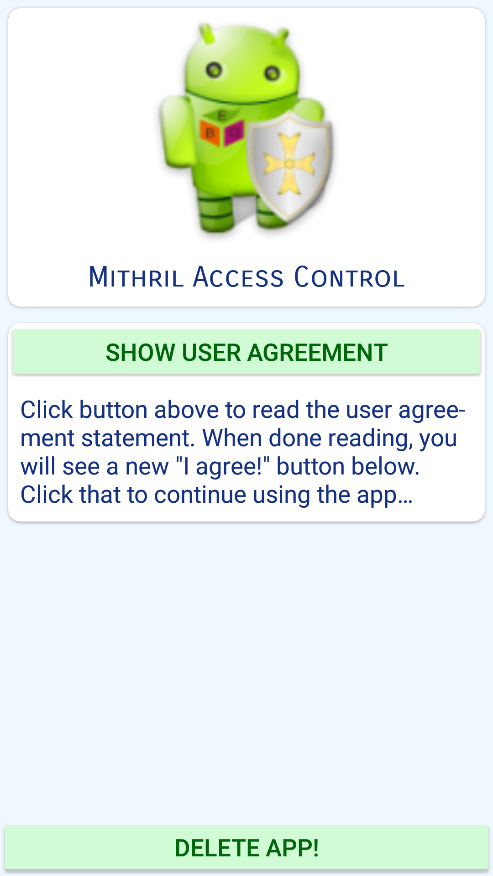 E
B
MITHRIL ACCESS CONTROL
SHOW USER AGREEMENT
Click button above to read the user agree-
ment statement. When done reading, you
will see a new "I agree!" button below.
Click that to continue using the app…
DELETE APP!